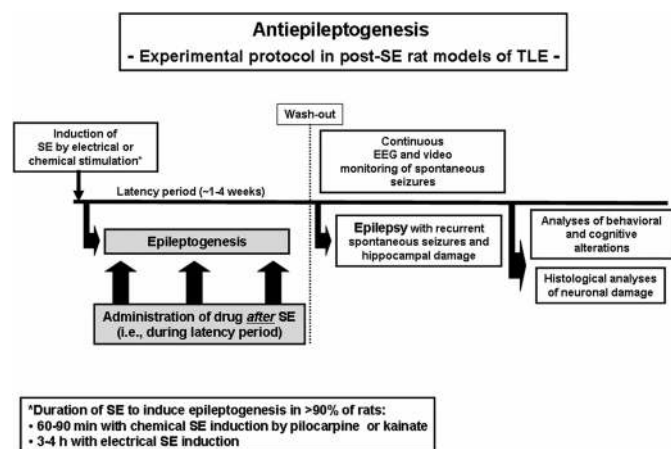 Antiepileptogenesis
- Experimental protocol in post-SE rat models of TLE -
Wash-out
Induction of
SE by electrical or
or chemical stimulation*
Continuous
EEG and video
monitoring of spontaneous
seizures
Latency period (~1-4 weeks)
Epileptogenesis
Epilepsy with recurrent
spontaneous seizures and
hippocampal damage
Analyses of behavioral
and cognitive
alterations
Histological analyses
of neuronal damage
Administration of drug after SE
(i.e., during latency period)
*Duration of SE to induce epileptogenesis in >90% of rats:
• 60-90 min with chemical SE induction by pilocarpine or kainate
• 3-4 h with electrical SE induction